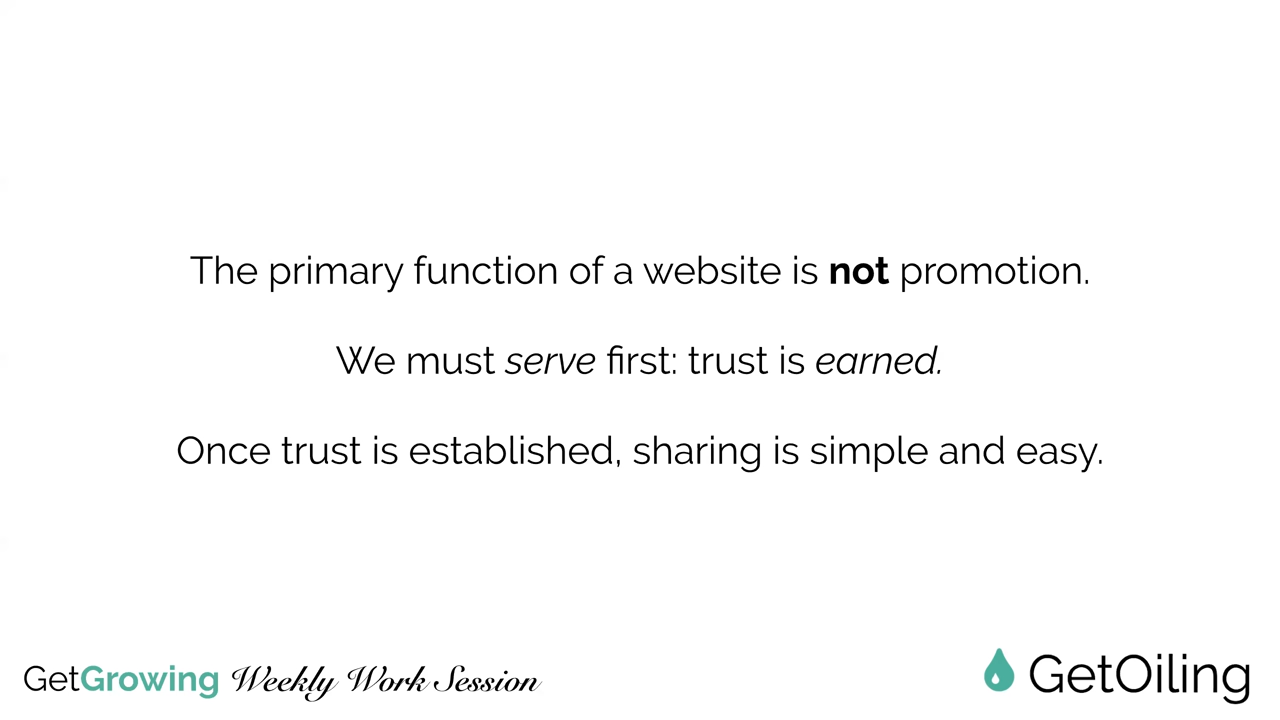 The primary function of a website is not promotion.
We must serve first: trust is earned.
Once trust is established, sharing is simple and easy.
GetGrowing Weekly Work Session
GetOiling